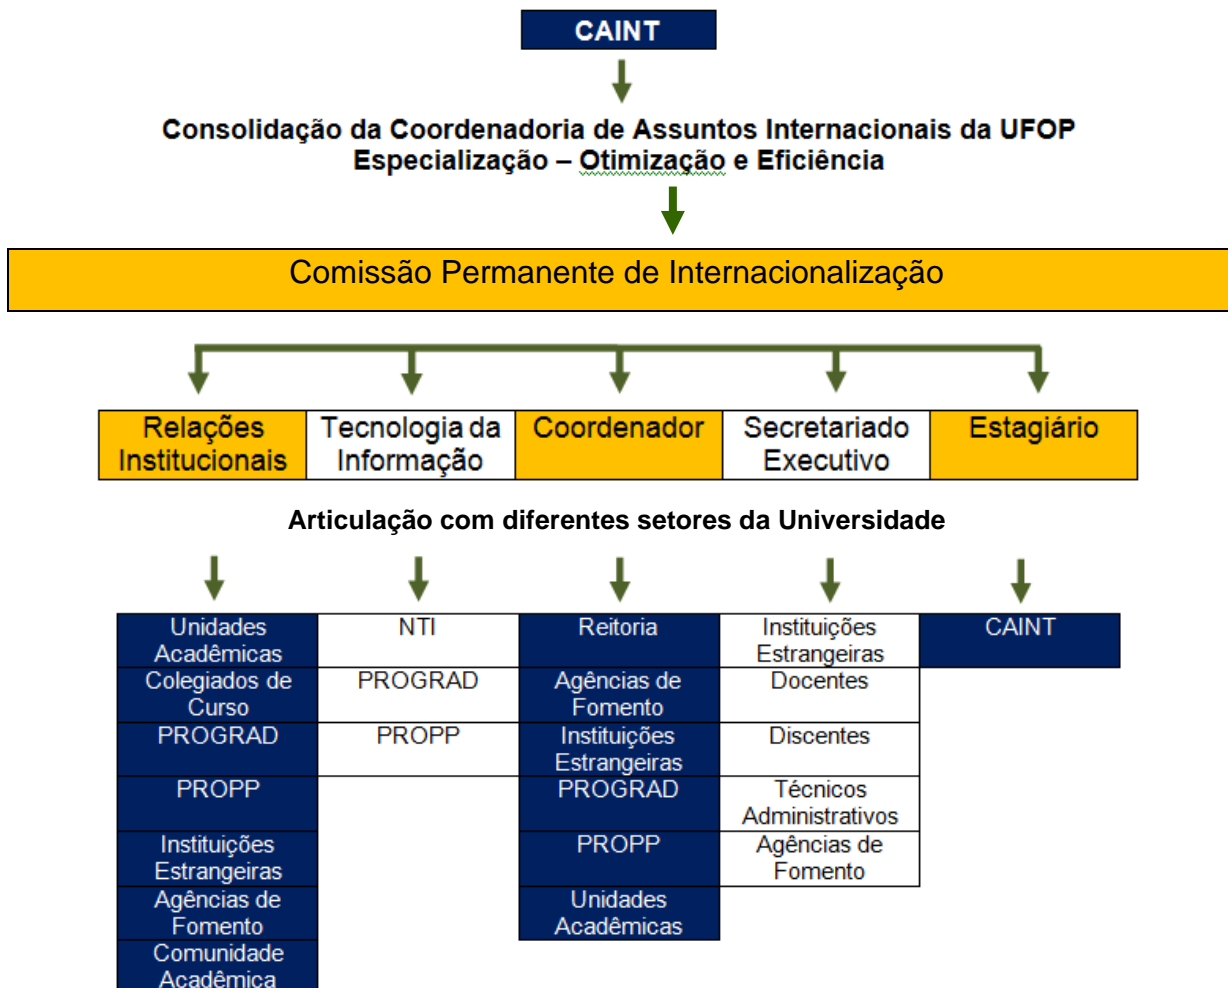 CAINT
Consolidação da Coordenadoria de Assuntos Internacionais da UFOP
Especialização – Otimização e Eficiência
Comissão Permanente de Internacionalização
Relações
Institucionais
Tecnologia da
Informação
Coordenador
Secretariado
Executivo
Estagiário
Articulação com diferentes setores da Universidade
Unidades
Acadêmicas
Colegiados de
Curso
PROGRAD
PROPP
Instituições
Estrangeiras
Agências de
Fomento
Comunidade
Acadêmica
NTI
PROGRAD
PROPP
Reitoria
Agências de
Fomento
Instituições
Estrangeiras
PROGRAD
PROPP
Unidades
Acadêmicas
Instituições
Estrangeiras
Docentes
Discentes
Técnicos
Administrativos
Agências de
Fomento
CAINT